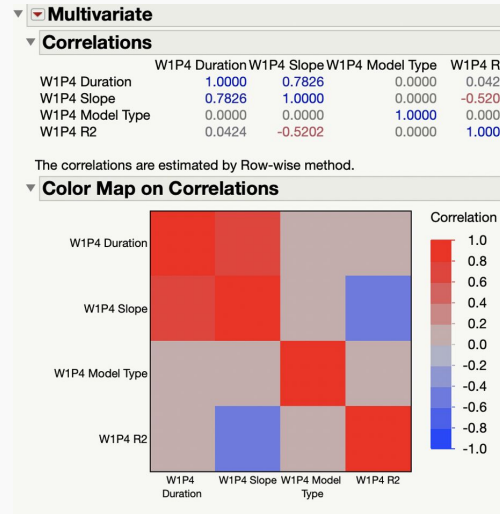 Multivariate
Correlations
W1P4 Duration W1P4 Slope W1P4 Model Type W1P4 R
W1P4 Duration 1.0000 0.7826 0.0000 0.042
W1P4 Slope 0.7826 1.0000 0.0000 -0.520
W1P4 Model Type 0.0000 0.0000 1.0000 0.000
W1P4 R2 0.0424 -0.5202 0.0000 1.000
The correlations are estimated by Row-wise method.
Color Map on Correlations
Correlation
W1P4 Duration
W1P4 Slope
W1P4 Model Type
W1P4 R2
1.0
0.8
0.6
0.4
0.2
0.0
-0.2
-0.4
-0.6
-0.8
-1.0
W1P4 Duration
W1P4 Slope
W1P4 Model Type
W1P4 R2